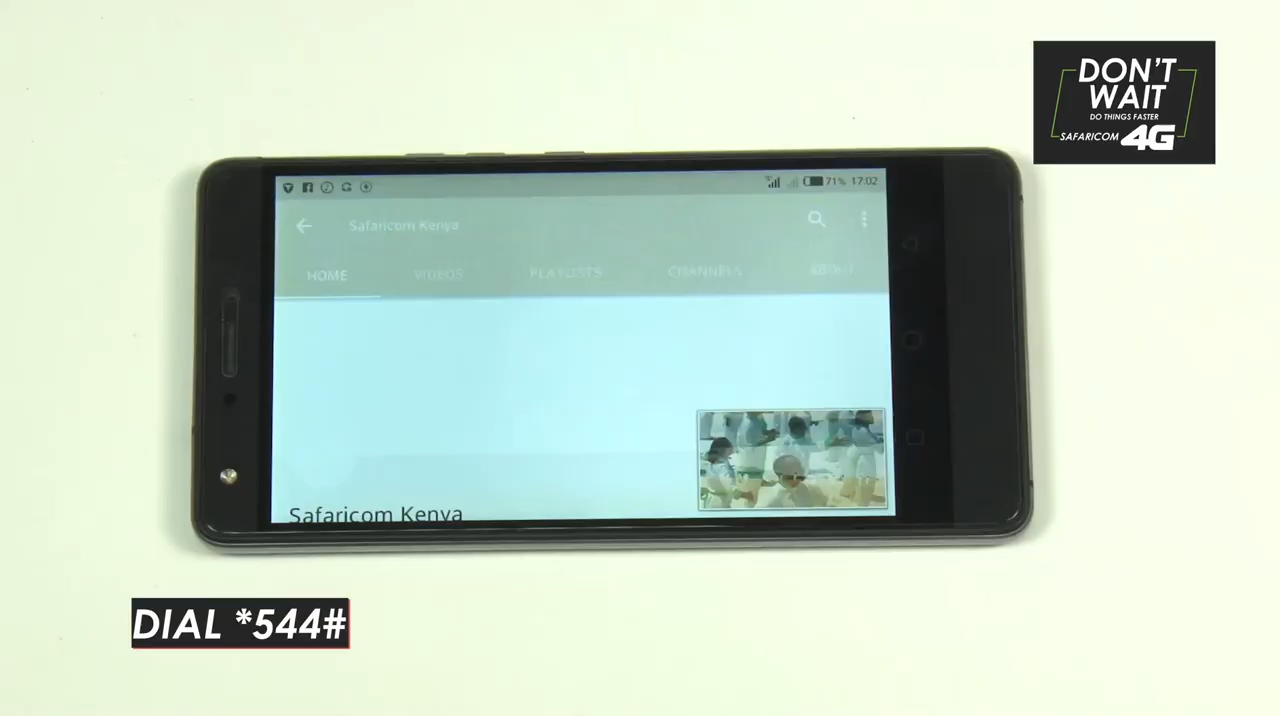 DON'T
WAIT
DO THINGS FASTER
SAFARICOM 4G
71% 17:02
Safaricom Kenya
HOME VIDEOS PLAYLISTS CHANNELS ABOUT
Safaricom Kenya
DIAL *544#